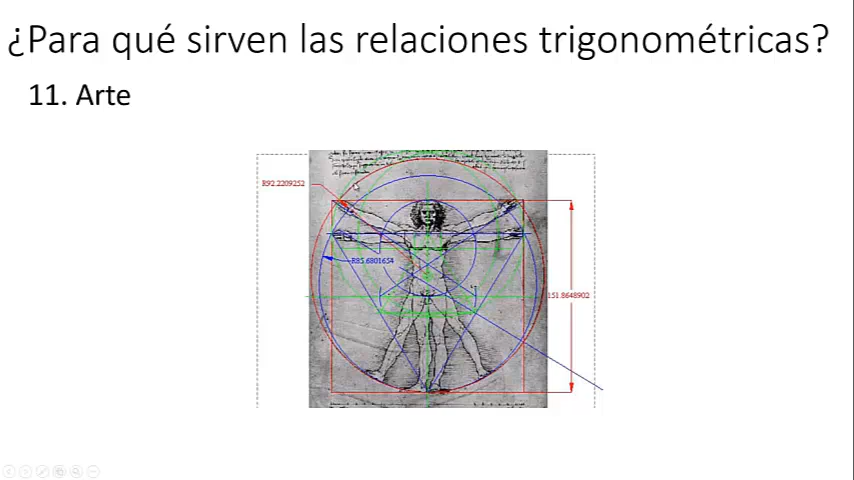 ¿Para qué sirven las relaciones trigonométricas?
11. Arte
R92.2209252
R85.6801654
151.8648902